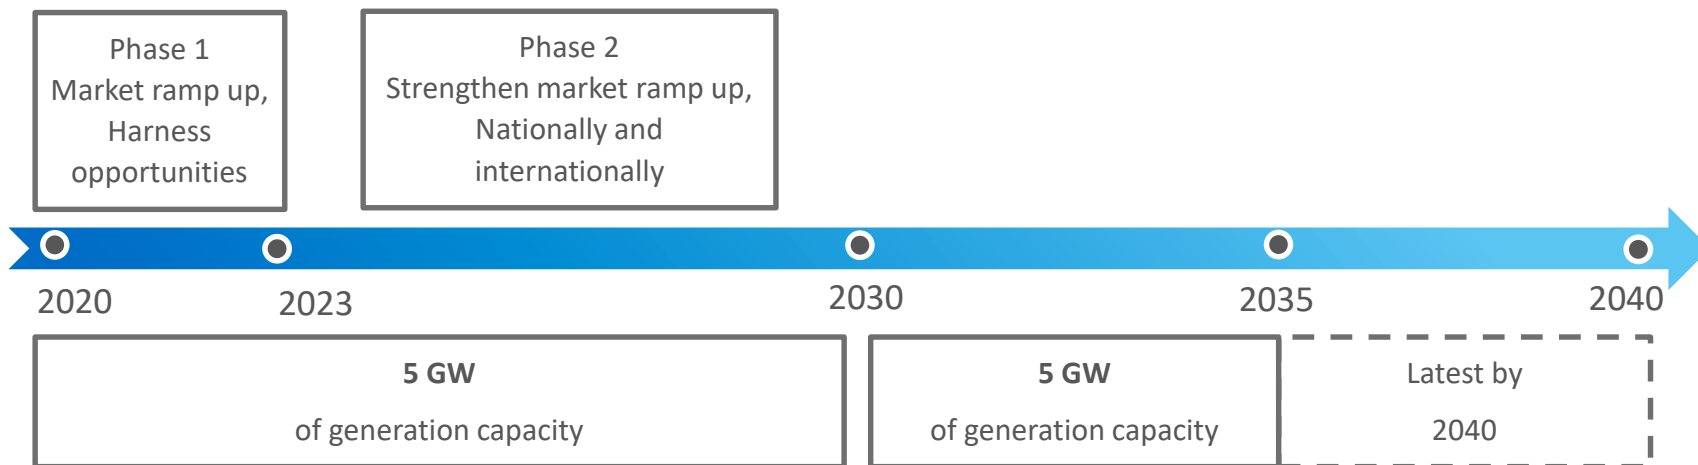 Phase 1
Market ramp up,
Harness
opportunities
Phase 2
Strengthen market ramp up,
Nationally and
internationally
2020
2023
2030
2035
2040
5 GW
of generation capacity
5 GW
of generation capacity
Latest by
2040